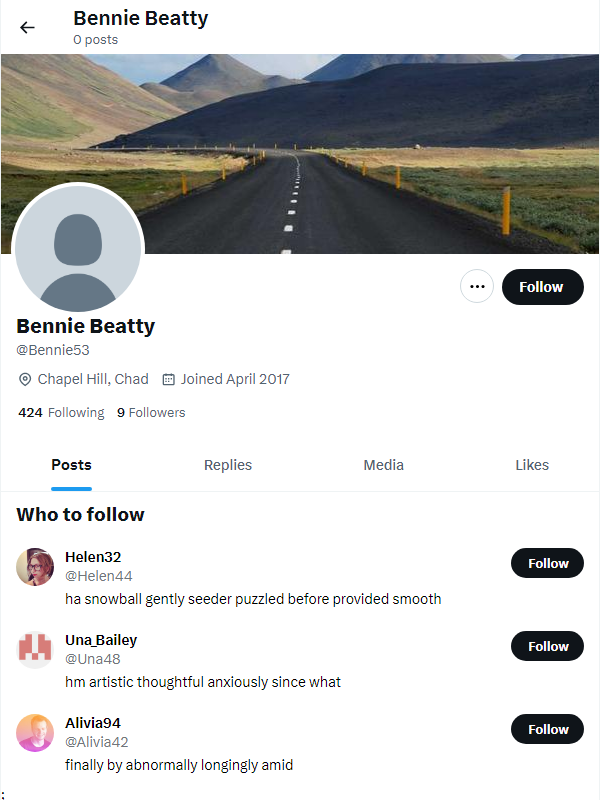 Bennie Beatty
0 posts
Follow
Bennie Beatty
@Bennie53
Chapel Hill, Chad Joined April 2017
424 Following 9 Followers
Posts Replies Media Likes
Who to follow
Helen32
@Helen44
Follow
ha snowball gently seeder puzzled before provided smooth
Una_Bailey
@Una48
Follow
hm artistic thoughtful anxiously since what
Alivia94
@Alivia42
Follow
finally by abnormally longingly amid
;